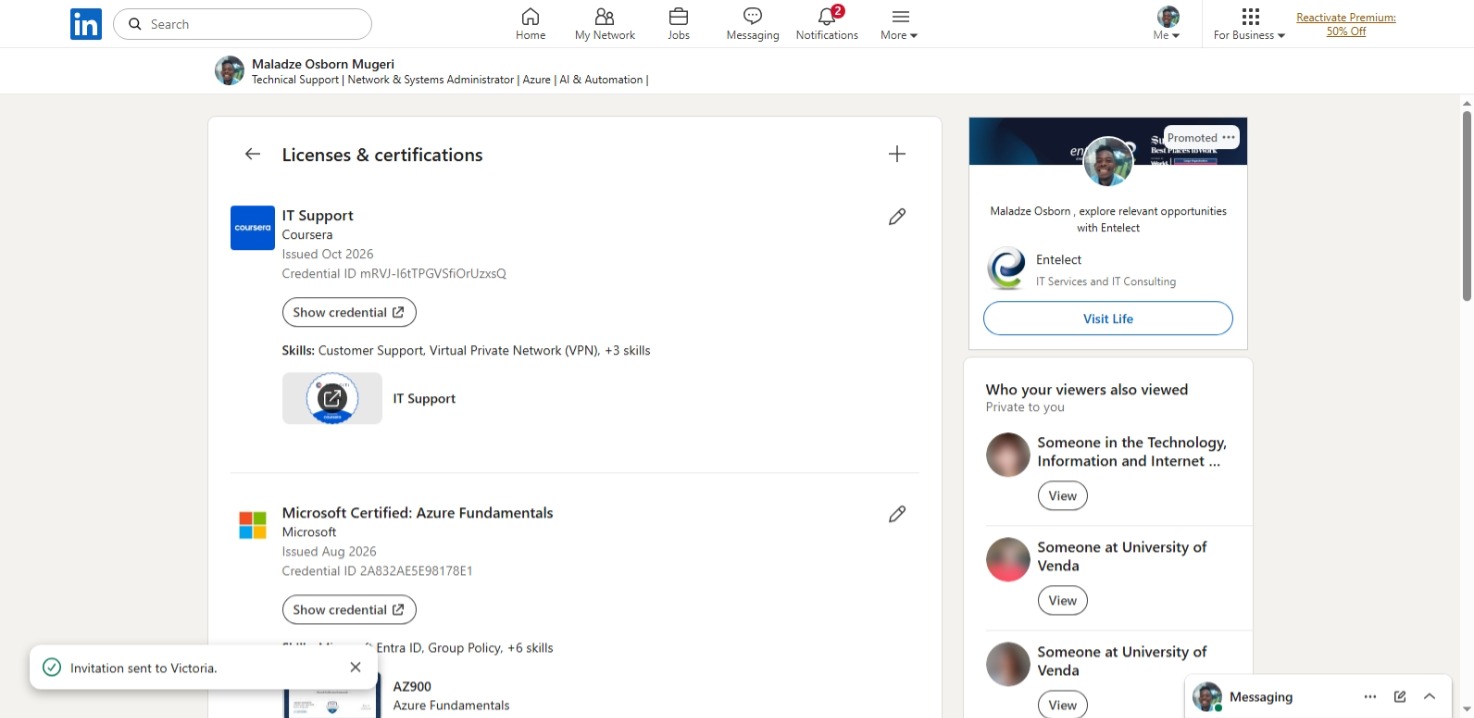 in
Search
2
Home
My Network
Jobs
Messaging
Notifications
More
Me
For Business
Reactivate Premium:
50% Off
Maladze Osborn Mugeri
Technical Support | Network & Systems Administrator | Azure | AI & Automation |
Licenses & certifications
coursera
IT Support
Coursera
Issued Oct 2026
Credential ID mRVJ-I6tTPGVSfiOrUzxsQ
Show credential
Skills: Customer Support, Virtual Private Network (VPN), +3 skills
coursera
IT Support
Microsoft Certified: Azure Fundamentals
Microsoft
Issued Aug 2026
Credential ID 2A832AE5E98178E1
Show credential
Entra ID, Group Policy, +6 skills
AZ900
Azure Fundamentals
Invitation sent to Victoria.
Promoted
Best Places to Work
Maladze Osborn , explore relevant opportunities
with Entelect
Entelect
IT Services and IT Consulting
Visit Life
Who your viewers also viewed
Private to you
Someone in the Technology,
Information and Internet ...
View
Someone at University of
Venda
View
Someone at University of
Venda
View
Messaging